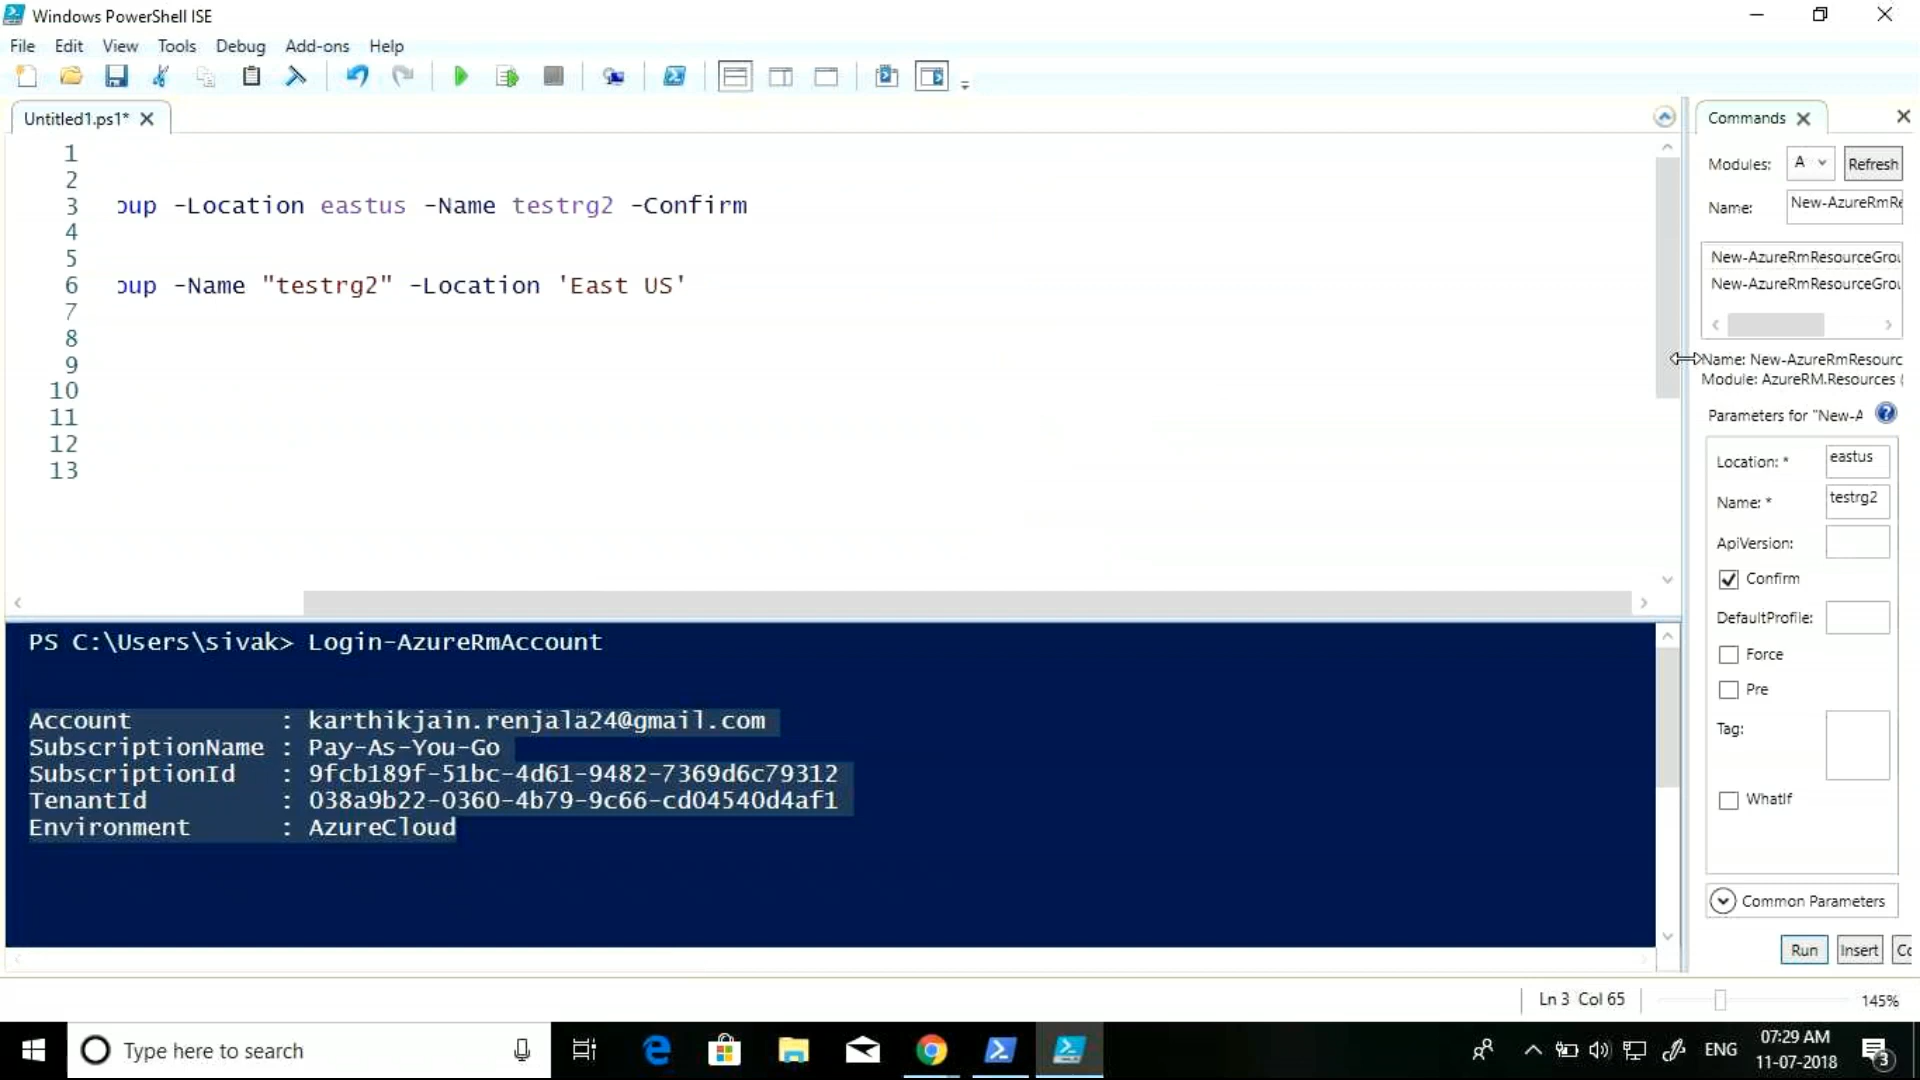 Windows PowerShell ISE
File Edit View Tools Debug Add-ons Help
Untitled1.ps1*
1
2
3 oup -Location eastus -Name testrg2 -Confirm
4
5
6 oup -Name "testrg2" -Location 'East US'
7
8
9
10
11
12
13
PS C:\Users\sivak> Login-AzureRmAccount
Account : karthikjain.renjala24@gmail.com
SubscriptionName : Pay-As-You-Go
SubscriptionId : 9fcb189f-51bc-4d61-9482-7369d6c79312
TenantId : 038a9b22-0360-4b79-9c66-cd04540d4af1
Environment : AzureCloud
Commands
Modules: A Refresh
Name: New-AzureRmRe
New-AzureRmResourceGrou
New-AzureRmResourceGrou
Name: New-AzureRmResourc
Module: AzureRM.Resources (
Parameters for "New-A
Location: * eastus
Name: * testrg2
ApiVersion:
Confirm
DefaultProfile:
Force
Pre
Tag:
WhatIf
Common Parameters
Run Insert Co
Ln 3 Col 65 145%
Type here to search
ENG
07:29 AM
11-07-2018
3